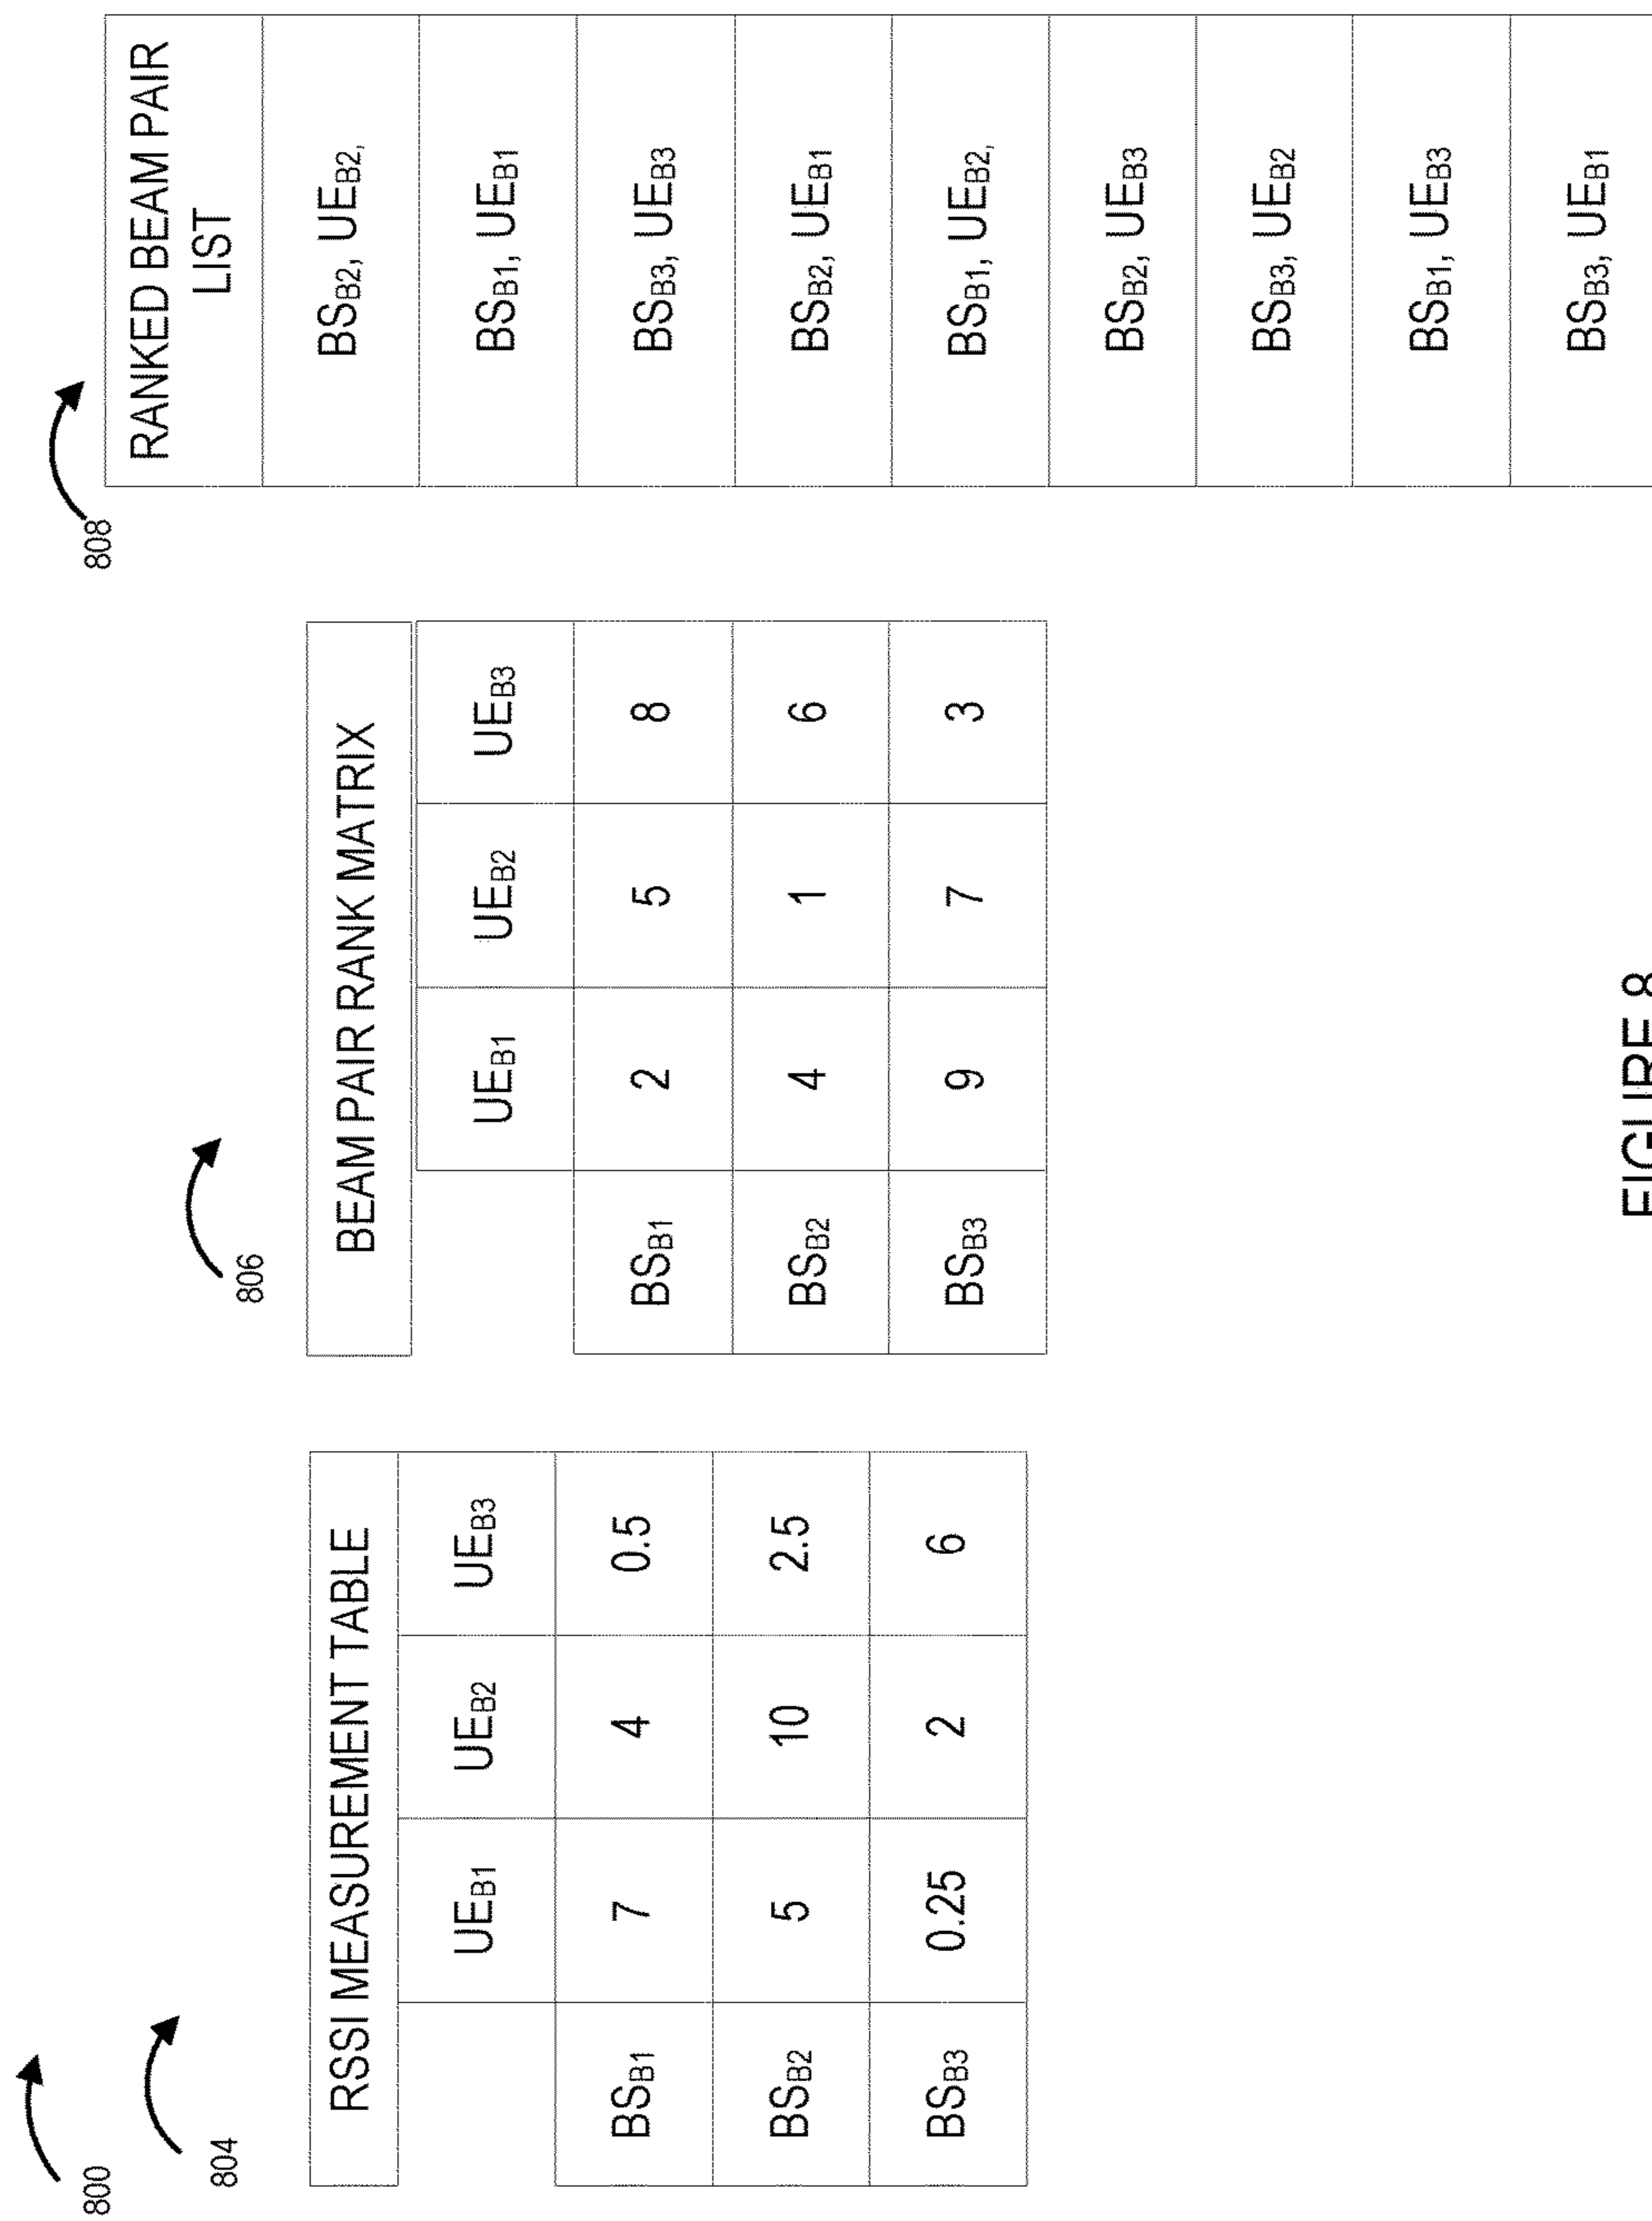 800
804
RSSI MEASUREMENT TABLE
UEB1 UEB2 UEB3
BSB1 7 4 0.5
BSB2 5 10 2.5
BSB3 0.25 2 6
806
BEAM PAIR RANK MATRIX
UEB1 UEB2 UEB3
BSB1 2 5 8
BSB2 4 1 6
BSB3 9 7 3
808
RANKED BEAM PAIR
LIST
BSB2, UEB2,
BSB1, UEB1
BSB3, UEB3
BSB2, UEB1
BSB1, UEB2,
BSB2, UEB3
BSB3, UEB2
BSB1, UEB3
BSB3, UEB1
FIGURE 8